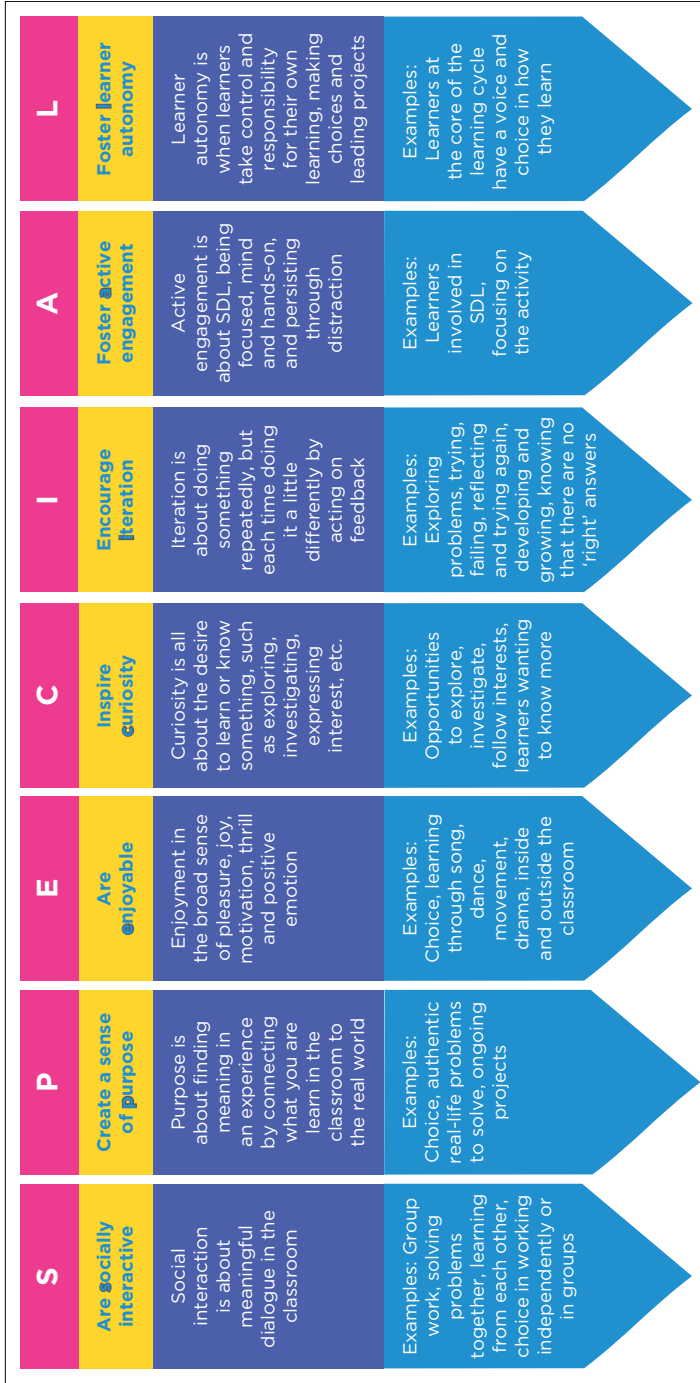 S
Are socially
interactive
Social
interaction
is about
meaningful
dialogue in the
classroom
Examples: Group
work, solving
problems
together, learning
from each other,
choice in working
independently or
in groups
P
Create a sense
of purpose
Purpose is
about finding
meaning in
an experience
by connecting
what you are
learn in the
classroom to
the real world
Examples:
Choice, authentic
real-life problems
to solve, ongoing
projects
E
Are
enjoyable
Enjoyment in
the broad sense
of pleasure, joy,
motivation, thrill
and positive
emotion
Examples:
Choice, learning
through song,
dance,
movement,
drama, inside
and outside the
classroom
C
Inspire
curiosity
Curiosity is all
about the desire
to learn or know
something, such
as exploring,
investigating,
expressing
interest, etc.
Examples:
Opportunities
to explore,
investigate,
follow interests,
learners wanting
to know more
I
Encourage
Iteration
Iteration is
about doing
something
repeatedly, but
each time doing
it a little
differently by
acting on
feedback
Examples:
Exploring
problems, trying,
failing, reflecting
and trying again,
developing and
growing, knowing
that there are no
‘right’ answers
A
Foster active
engagement
Active
engagement is
about SDL, being
focused, mind
and hands-on,
and persisting
through
distraction
Examples:
Learners
involved in
SDL,
focusing on
the activity
L
Foster learner
autonomy
Learner
autonomy is
when learners
take control and
responsibility
for their own
learning, making
choices and
leading projects
Examples:
Learners at
the core of the
learning cycle
have a voice and
choice in how
they learn